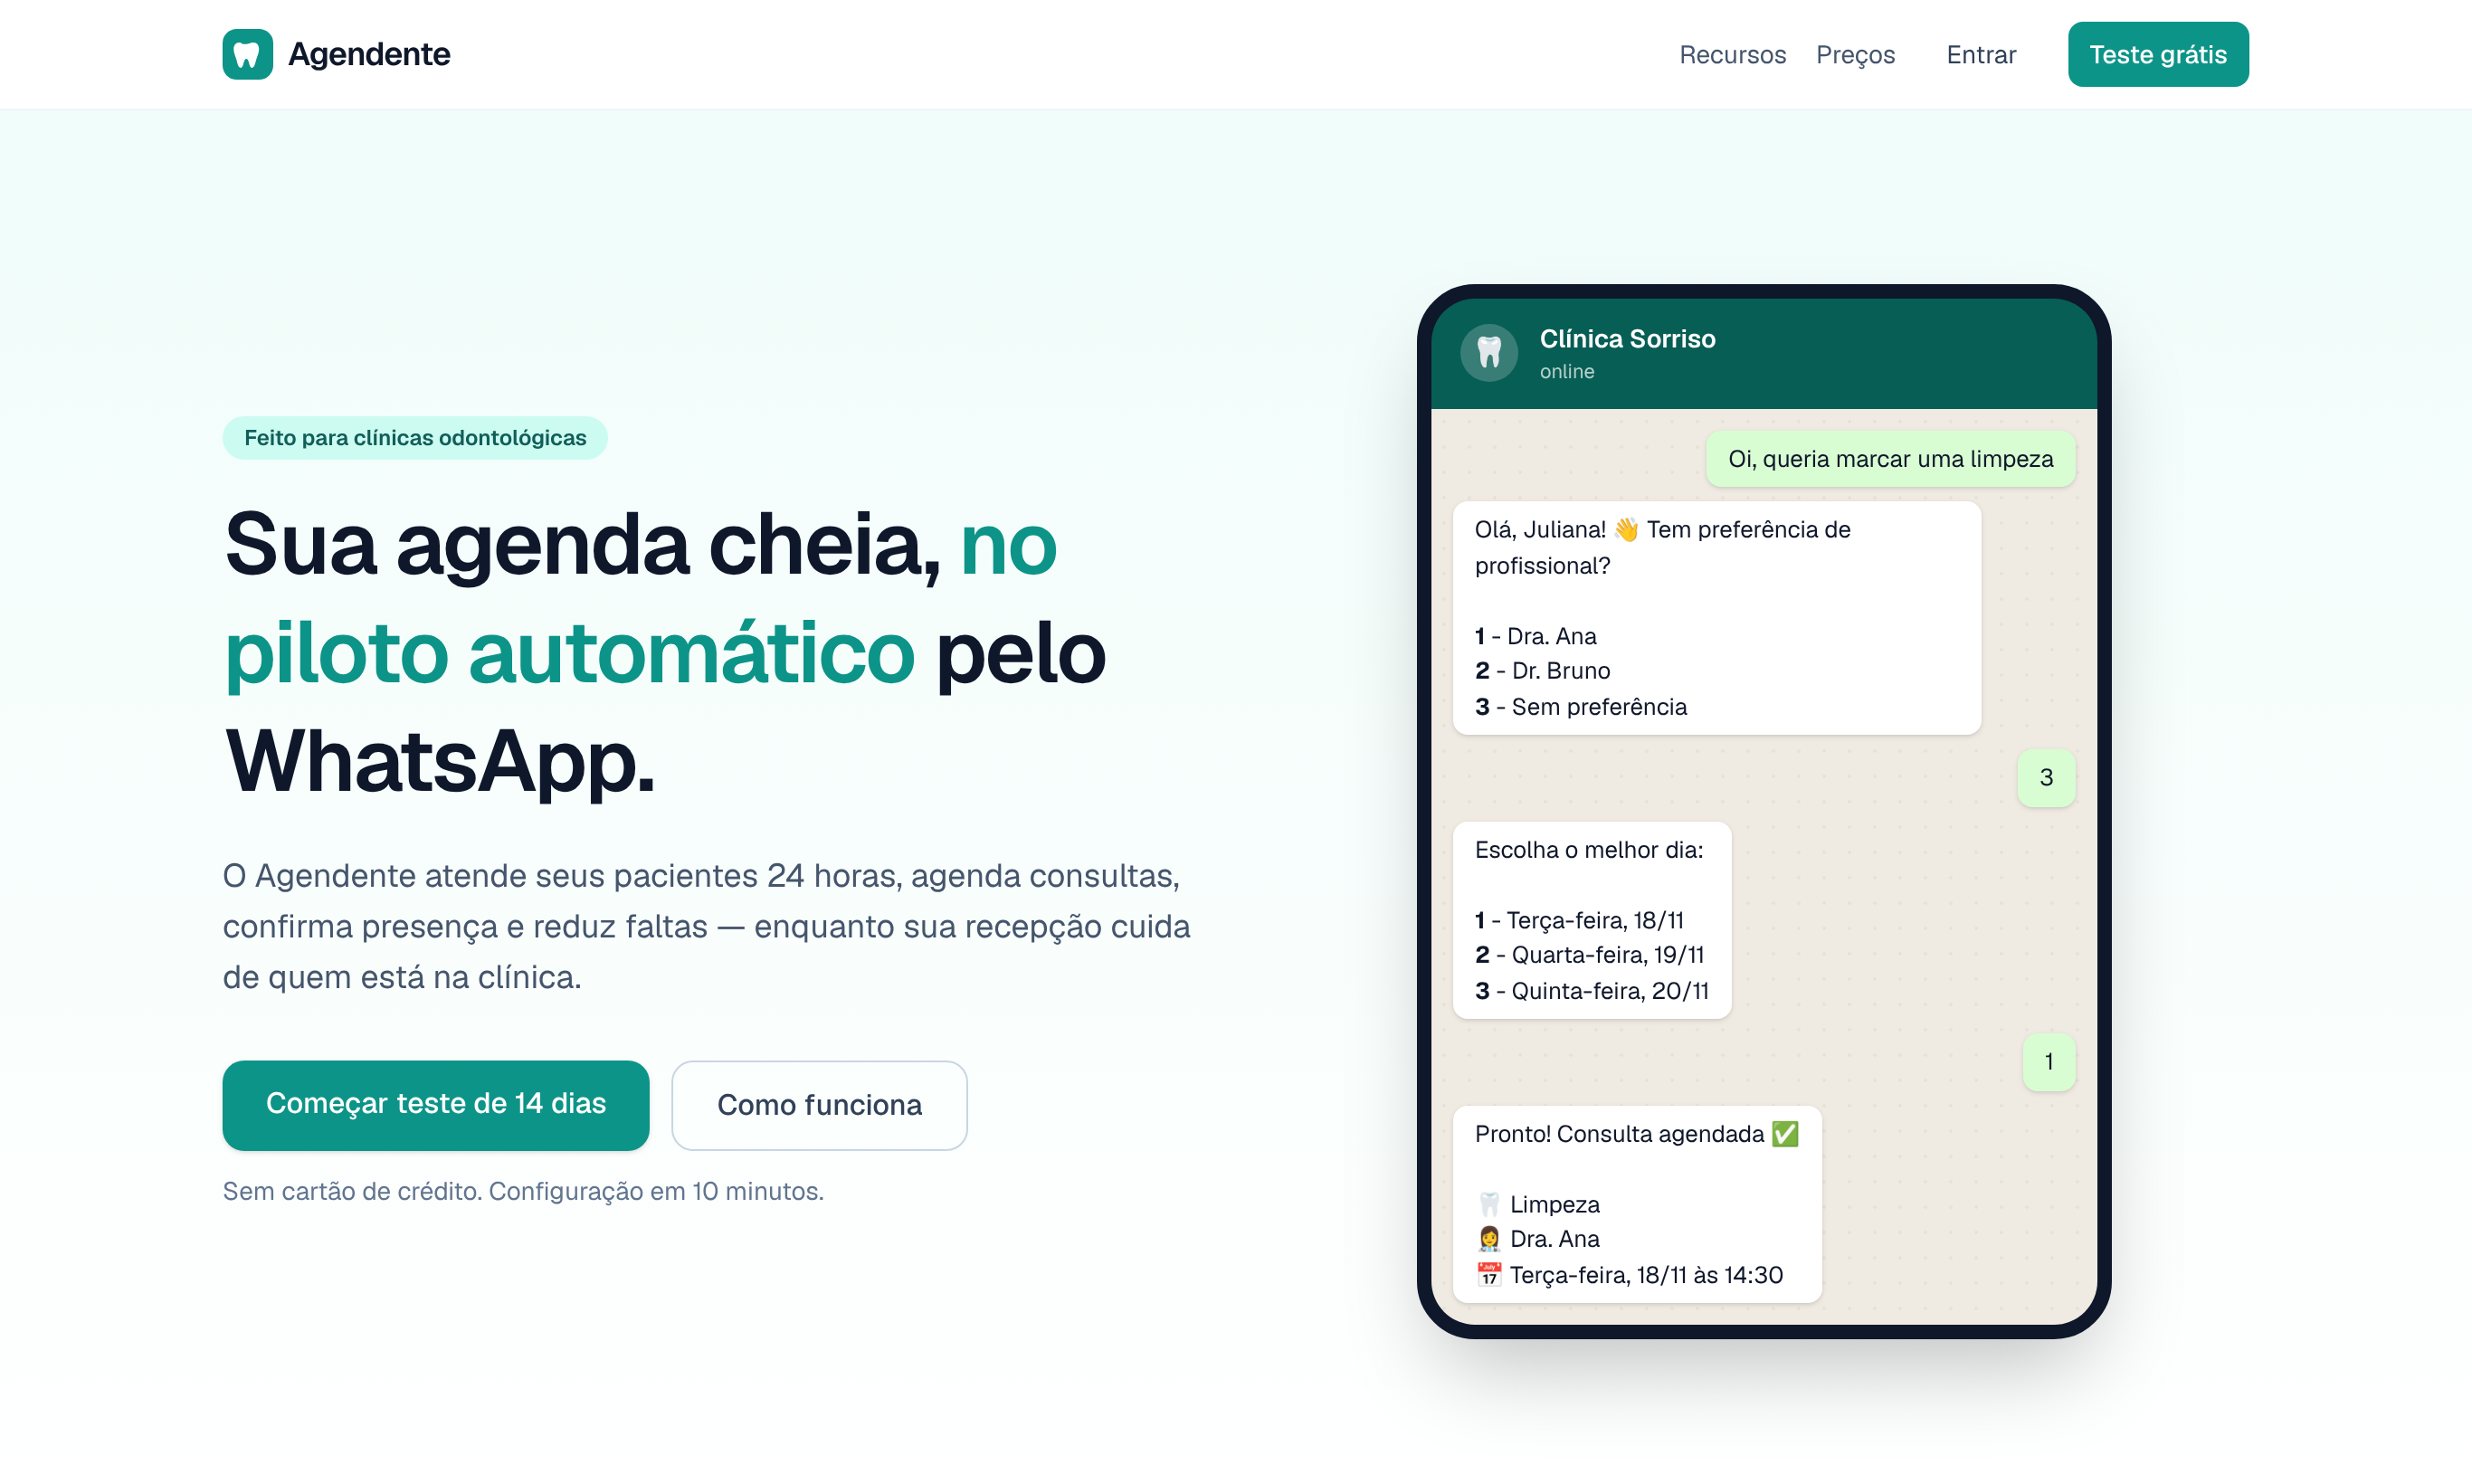 Agendente
Recursos
Preços
Entrar
Teste grátis
Feito para clínicas odontológicas
Sua agenda cheia, no
piloto automático pelo
WhatsApp.
O Agendente atende seus pacientes 24 horas, agenda consultas,
confirma presença e reduz faltas — enquanto sua recepção cuida
de quem está na clínica.
Começar teste de 14 dias
Como funciona
Sem cartão de crédito. Configuração em 10 minutos.
Clínica Sorriso
online
Oi, queria marcar uma limpeza
Olá, Juliana! 👋 Tem preferência de
profissional?
1 - Dra. Ana
2 - Dr. Bruno
3 - Sem preferência
3
Escolha o melhor dia:
1 - Terça-feira, 18/11
2 - Quarta-feira, 19/11
3 - Quinta-feira, 20/11
1
Pronto! Consulta agendada ✅
🦷 Limpeza
👩‍⚕️ Dra. Ana
📅 Terça-feira, 18/11 às 14:30